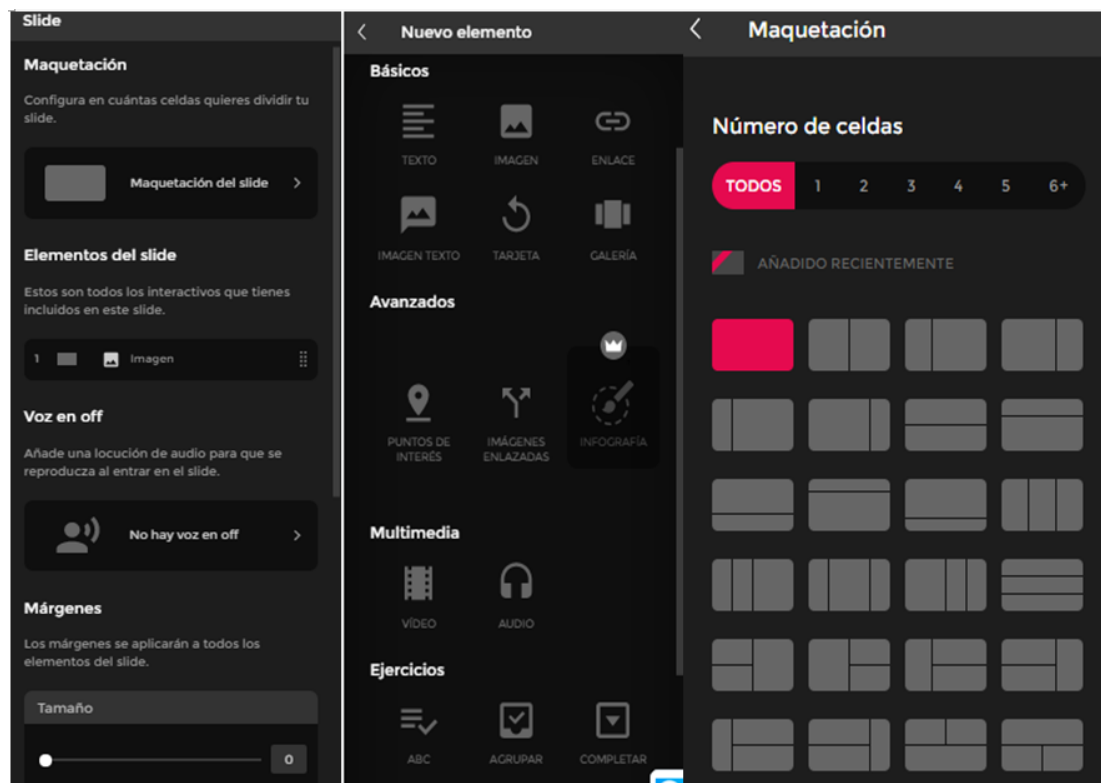 Slide
Maquetación
Configura en cuántas celdas quieres dividir tu
slide.
Maquetación del slide
Elementos del slide
Estos son todos los interactivos que tienes
incluidos en este slide.
1 Imagen
Voz en off
Añade una locución de audio para que se
reproduzca al entrar en el slide.
No hay voz en off
Márgenes
Los márgenes se aplicarán a todos los
elementos del slide.
Tamaño
0
Nuevo elemento
Básicos
TEXTO IMAGEN ENLACE
IMAGEN TEXTO TARJETA GALERÍA
Avanzados
PUNTOS DE
INTERÉS
IMÁGENES
ENLAZADAS
INFOGRAFÍA
Multimedia
VÍDEO AUDIO
Ejercicios
ABC AGRUPAR COMPLETAR
Maquetación
Número de celdas
TODOS 1 2 3 4 5 6+
AÑADIDO RECIENTEMENTE